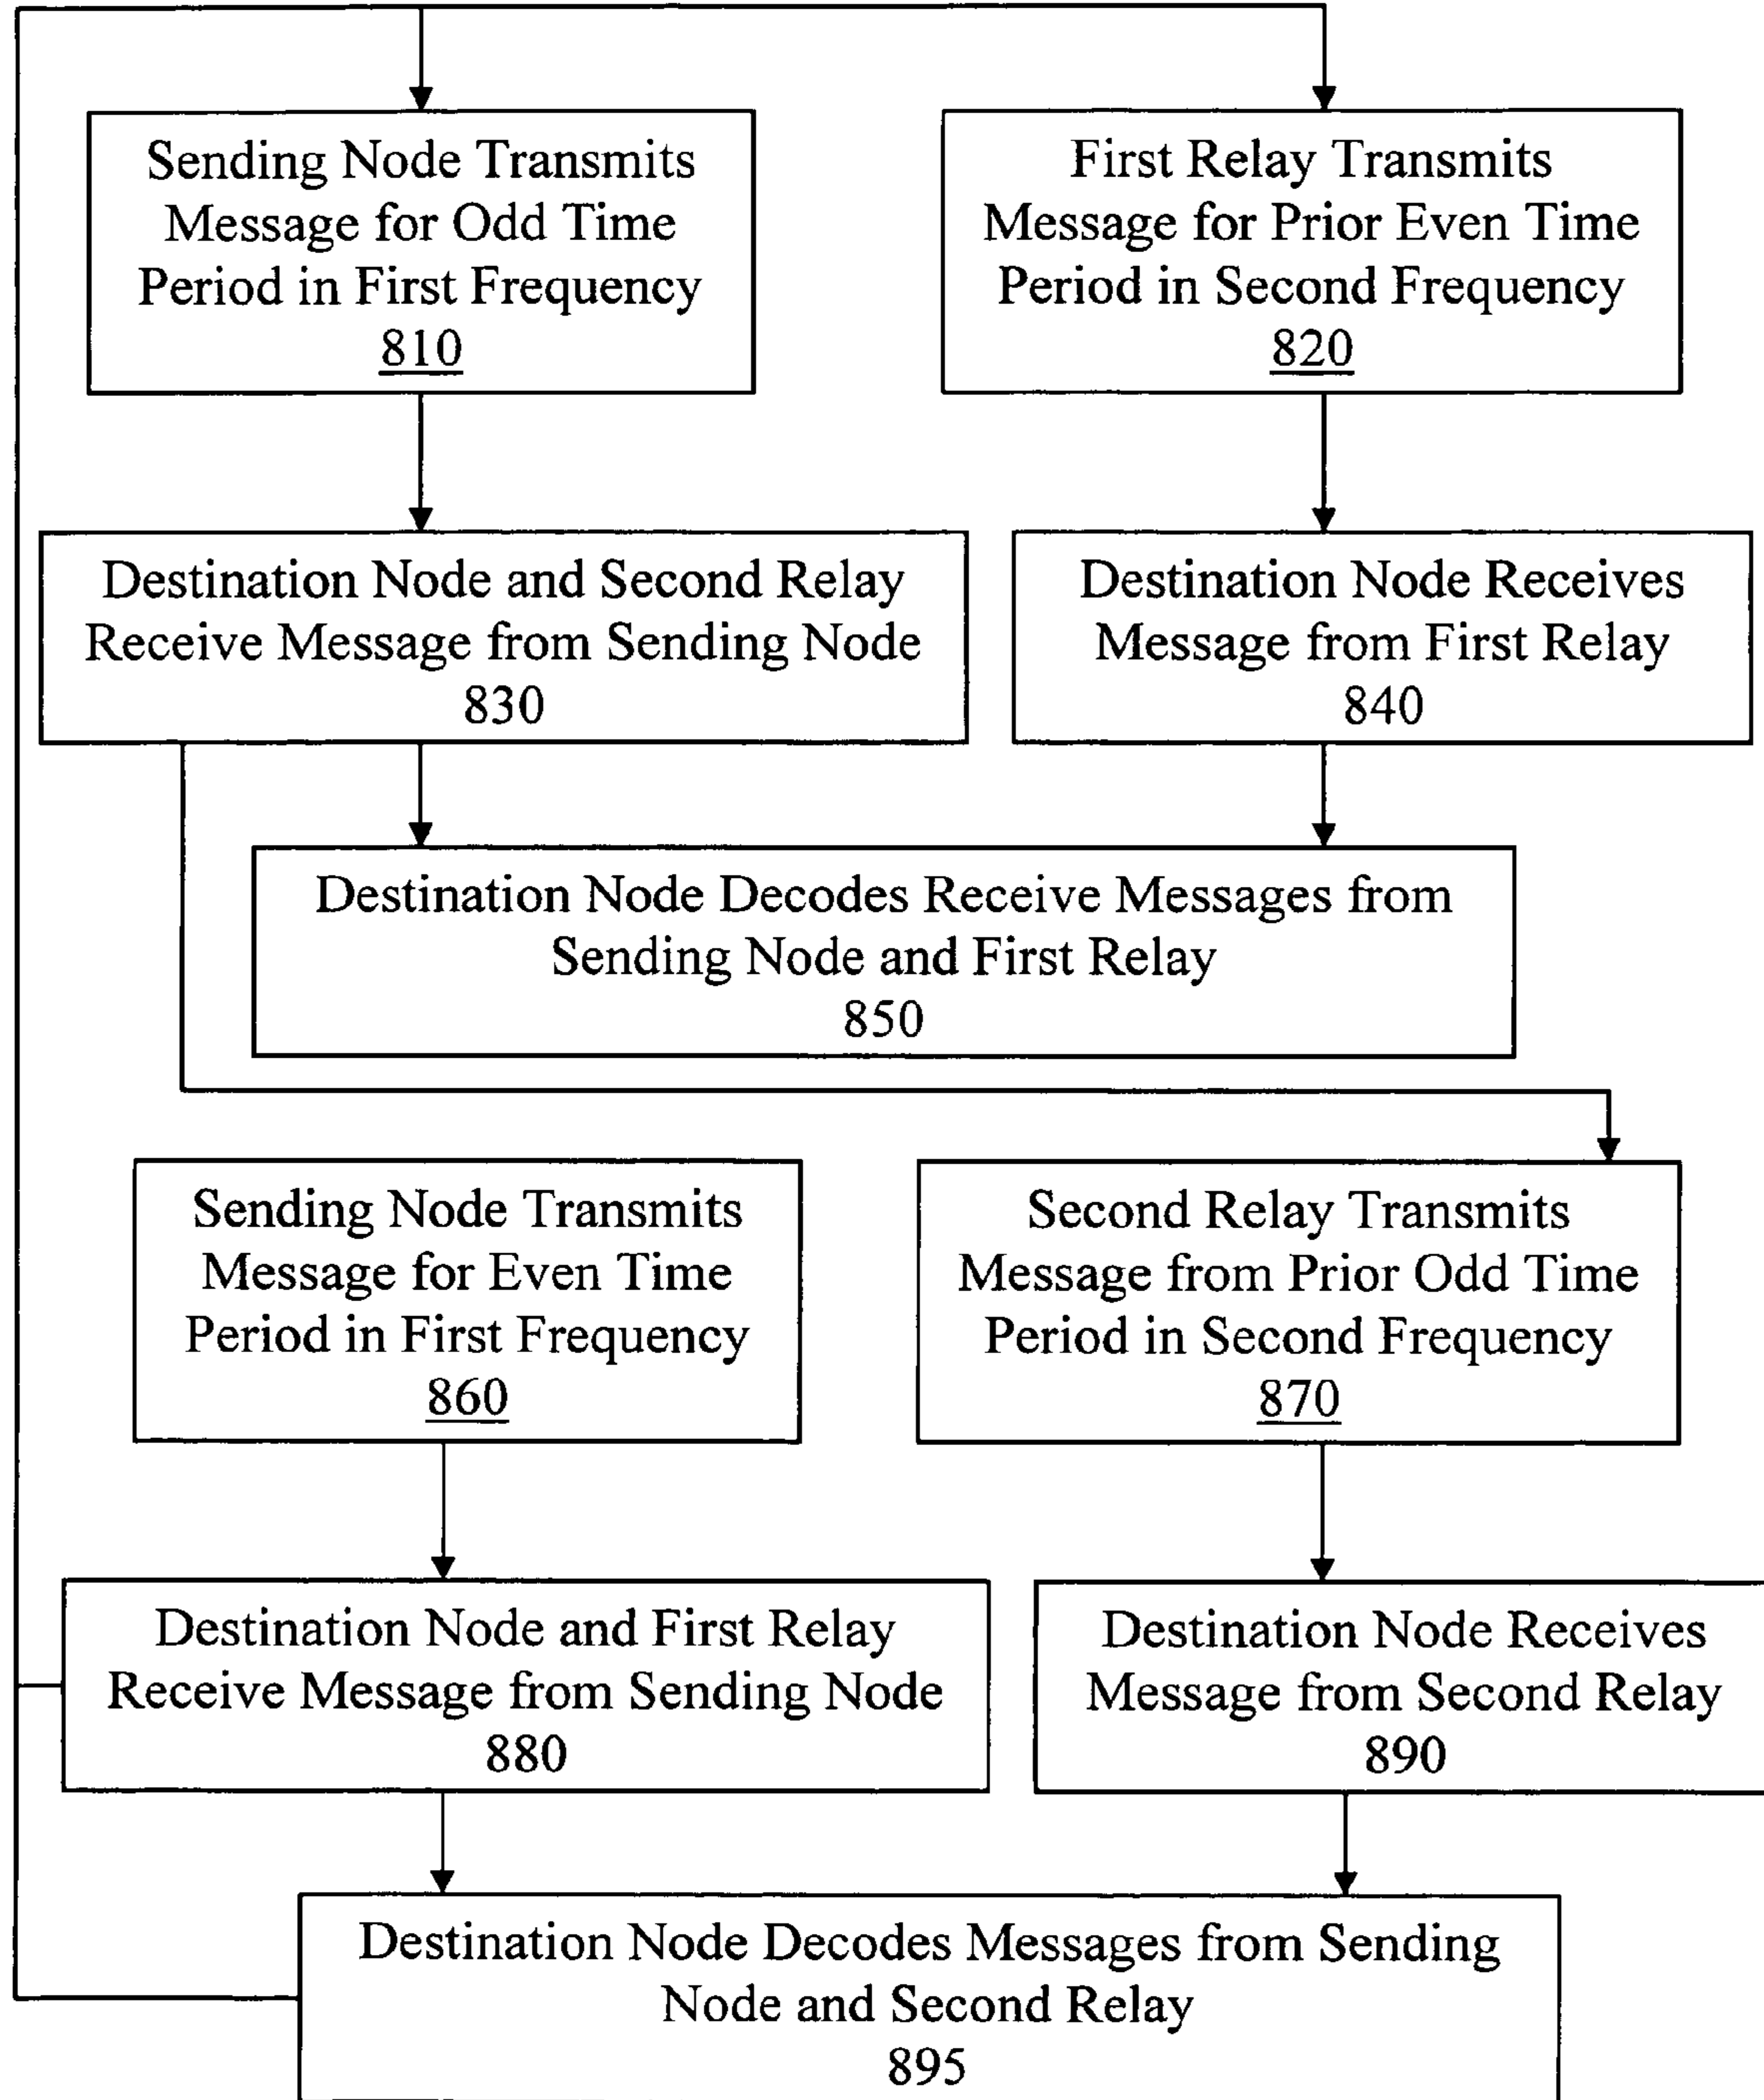 Sending Node Transmits
Message for Odd Time
Period in First Frequency
810
First Relay Transmits
Message for Prior Even Time
Period in Second Frequency
820
Destination Node and Second Relay
Receive Message from Sending Node
830
Destination Node Receives
Message from First Relay
840
Destination Node Decodes Receive Messages from
Sending Node and First Relay
850
Sending Node Transmits
Message for Even Time
Period in First Frequency
860
Second Relay Transmits
Message from Prior Odd Time
Period in Second Frequency
870
Destination Node and First Relay
Receive Message from Sending Node
880
Destination Node Receives
Message from Second Relay
890
Destination Node Decodes Messages from Sending
Node and Second Relay
895